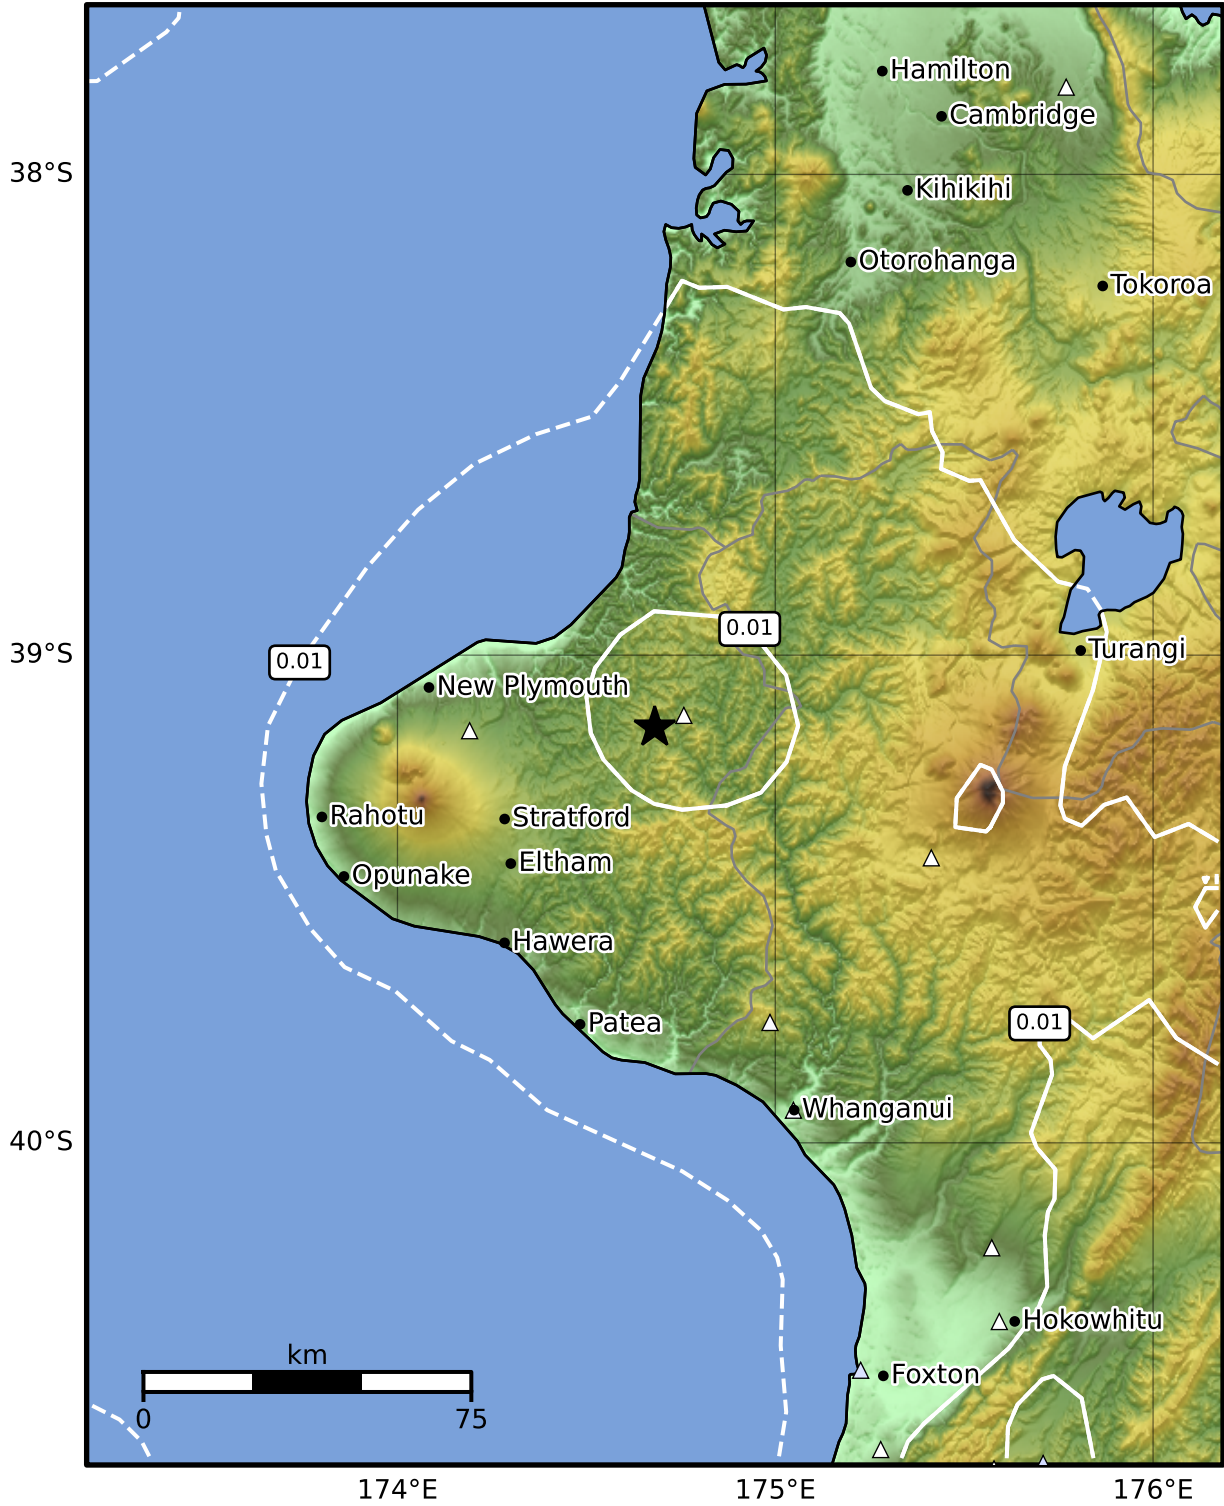 Hamilton
Cambridge
38°S
Kihikihi
Otorohanga
Tokoroa
0.01
39°S
0.01
Turangi
New Plymouth
Rahotu
Stratford
Eltham
Opunake
Hawera
0.01
Patea
Whanganui
40°S
Hokowhitu
km
Foxton
0
75
174°E
175°E
176°E